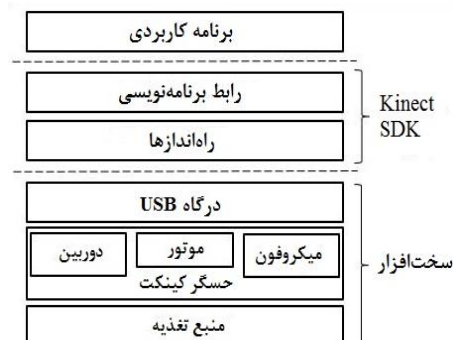 برنامه کاربردی
رابط برنامه‌نویسی
راه‌اندازها
Kinect
SDK
درگاه USB
میکروفون
موتور
دوربین
حسگر کینکت
سخت‌افزار
منبع تغذیه